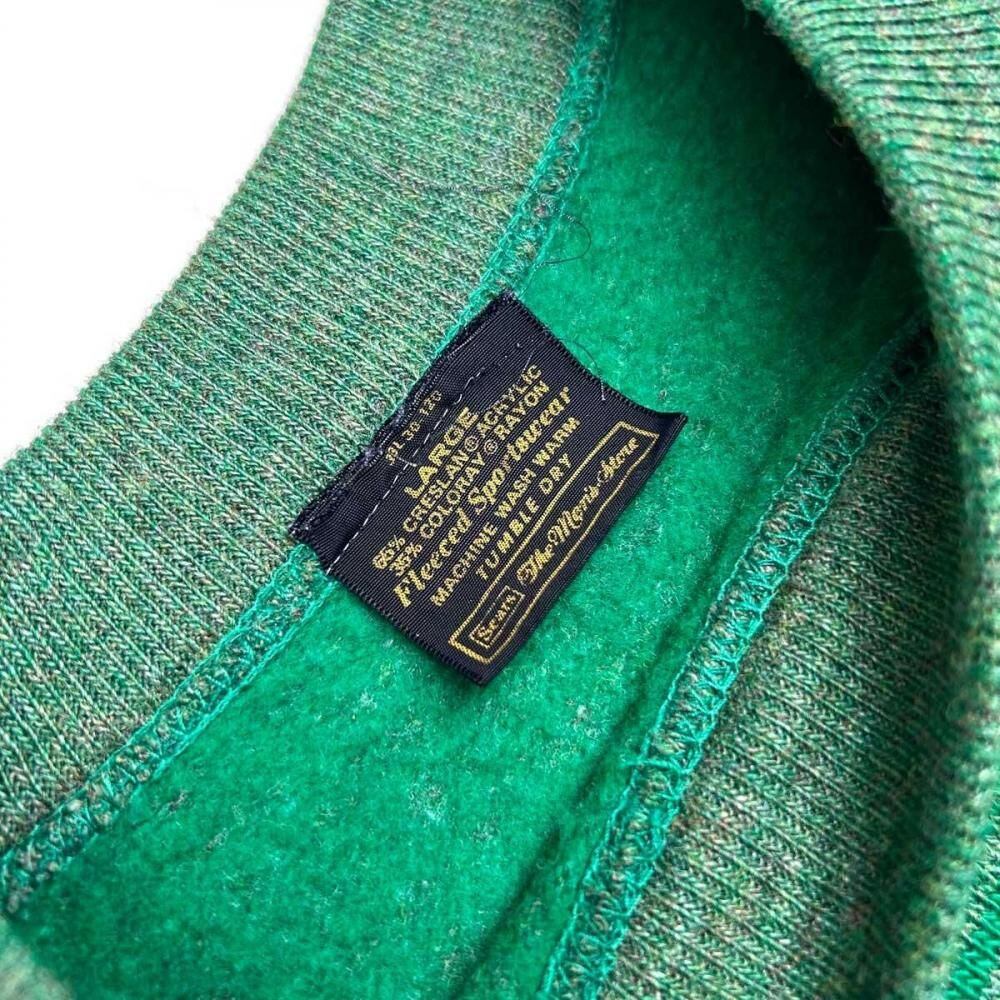 LARGE
65% CRESLAN® ACRYLIC
35% COLORAY® RAYON
Fleeced Sportswear
MACHINE WASH WARM
TUMBLE DRY
Sears The Men's Store